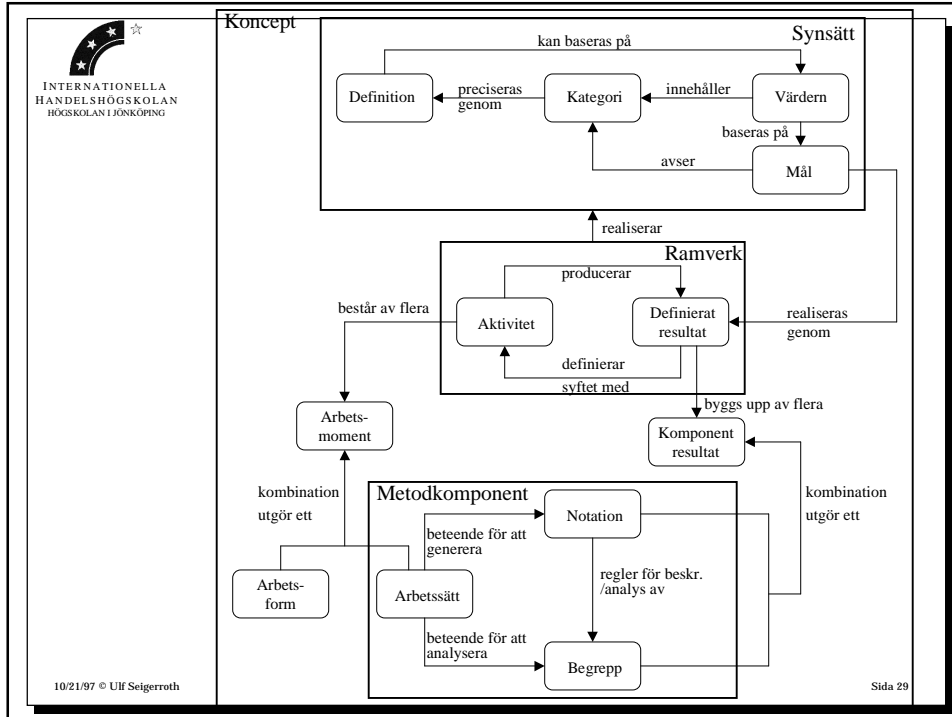 Koncept
Synsätt
INTERNATIONELLA
HANDELSHÖGSKOLAN
HÖGSKOLAN I JÖNKÖPING
kan baseras på
Definition
preciseras
genom
Kategori
innehåller
Värdern
baseras på
avser
Mål
realiserar
Ramverk
producerar
består av flera
Aktivitet
Definierat
resultat
realiseras
genom
definierar
syftet med
byggs upp av flera
Arbets-
moment
Komponent
resultat
kombination
utgör ett
Metodkomponent
Notation
kombination
utgör ett
beteende för att
generera
Arbets-
form
Arbetssätt
regler för beskr.
/analys av
beteende för att
analysera
Begrepp
10/21/97 © Ulf Seigerroth
Sida 29